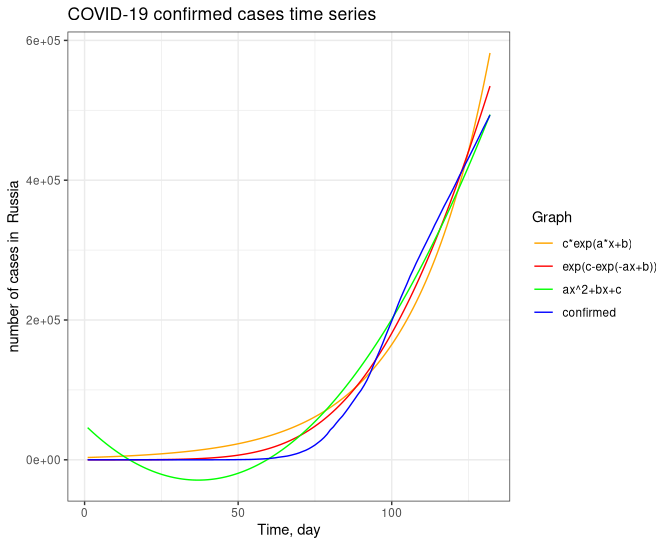 COVID-19 confirmed cases time series
6e+05
4e+05
2e+05
0e+00
number of cases in  Russia
0
50
100
Time, day
Graph
c*exp(a*x+b)
exp(c-exp(-ax+b))
ax^2+bx+c
confirmed